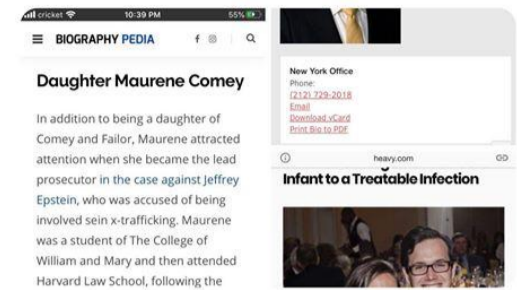 cricket 10:39 PM 55%
BIOGRAPHY PEDIA
Daughter Maurene Comey
In addition to being a daughter of
Comey and Failor, Maurene attracted
attention when she became the lead
prosecutor in the case against Jeffrey
Epstein, who was accused of being
involved sein x-trafficking. Maurene
was a student of The College of
William and Mary and then attended
Harvard Law School, following the
New York Office
Phone:
(212) 729-2018
Email
Download vCard
Print Bio to PDF
heavy.com
Infant to a Treatable Infection